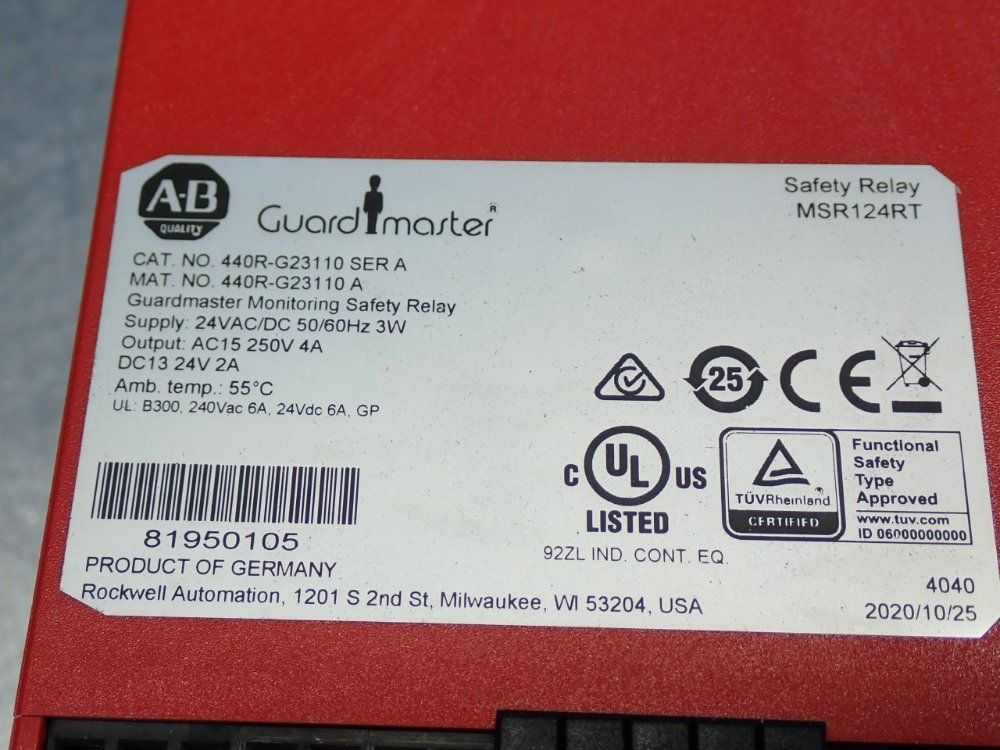 A-B
QUALITY
Guardmaster®
Safety Relay
MSR124RT
CAT. NO. 440R-G23110 SER A
MAT. NO. 440R-G23110 A
Guardmaster Monitoring Safety Relay
Supply: 24VAC/DC 50/60Hz 3W
Output: AC15 250V 4A
DC13 24V 2A
Amb. temp.: 55°C
UL: B300, 240Vac 6A, 24Vdc 6A, GP
25
CE
C UL US
LISTED
92ZL IND. CONT. EQ.
TÜVRheinland
CERTIFIED
Functional
Safety
Type
Approved
www.tuv.com
ID 06000000000
81950105
PRODUCT OF GERMANY
Rockwell Automation, 1201 S 2nd St, Milwaukee, WI 53204, USA
4040
2020/10/25